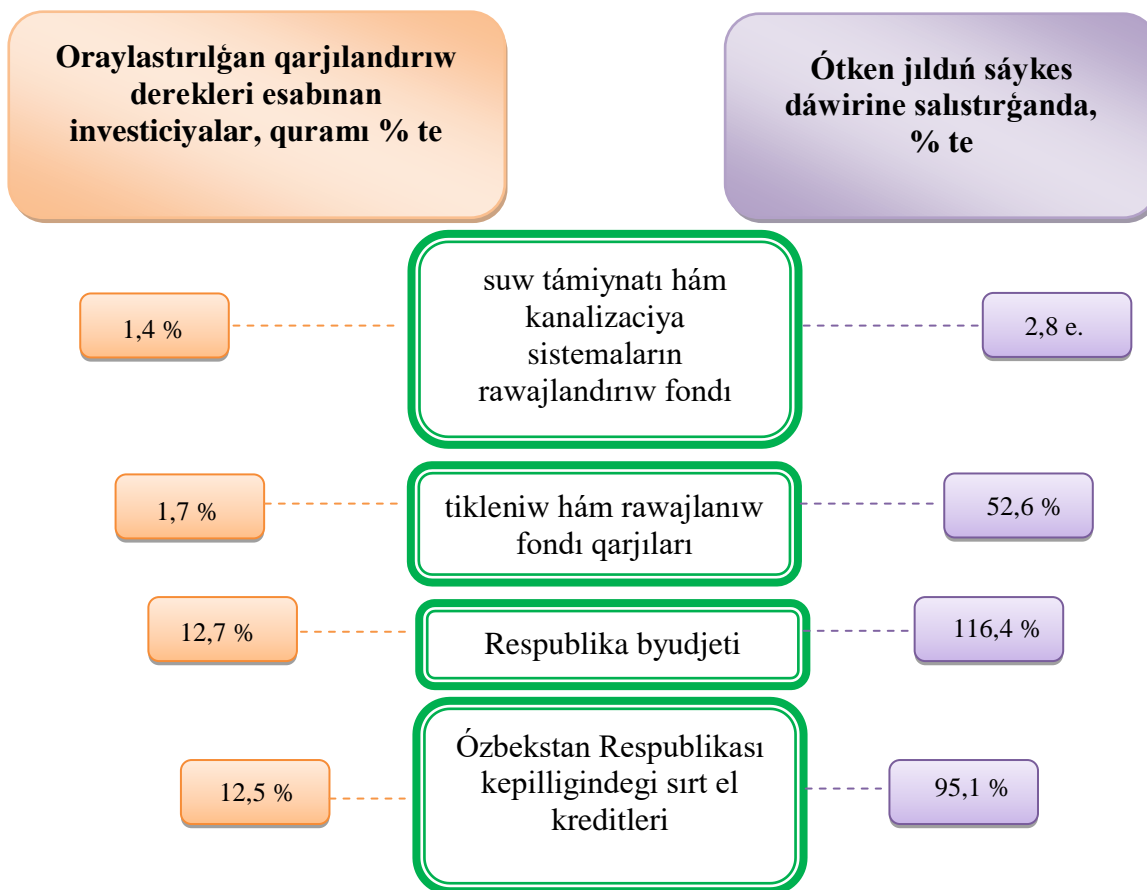 Oraylastırılǵan qarjılandırıw
derekleri esabınan
investiciyalar, quramı % te
Ótken jıldıń sáykes
dáwirine salıstırǵanda,
% te
suw támiynatı hám
kanalizaciya
sistemaların
rawajlandırıw fondı
1,4 %
2,8 e.
tikleniw hám rawajlanıw
fondı qarjıları
1,7 %
52,6 %
Respublika byudjeti
12,7 %
116,4 %
Ózbekstan Respublikası
kepilligindegi sırt el
kreditleri
12,5 %
95,1 %